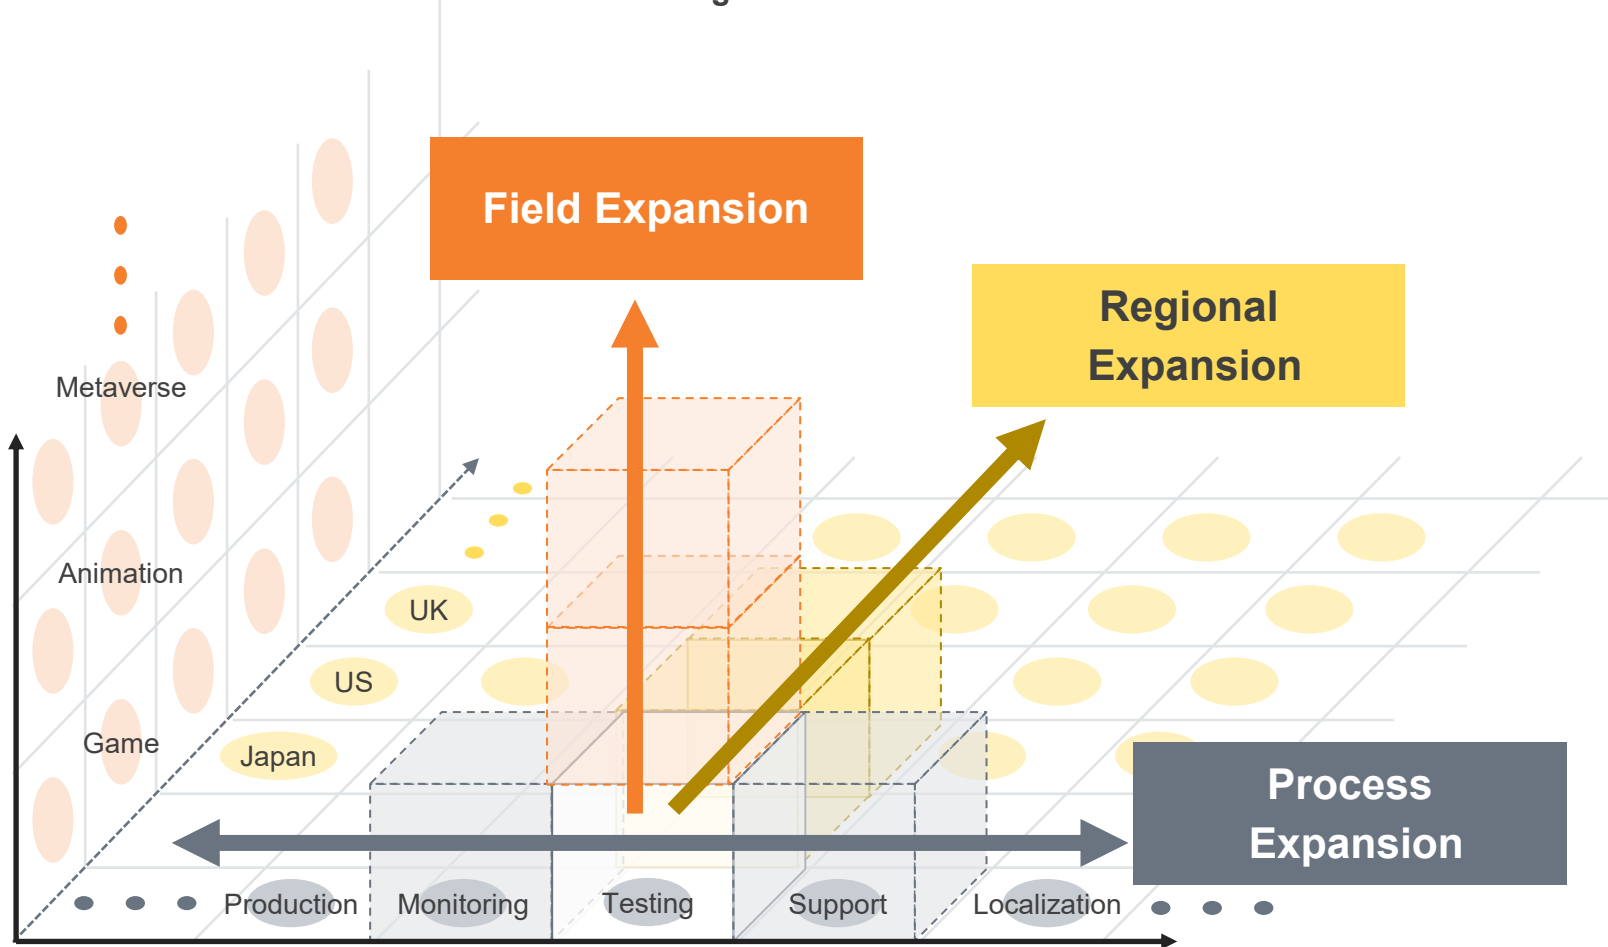 Field Expansion
Regional
Expansion
Metaverse
Animation
UK
US
Game
Japan
Process
Expansion
Production
Monitoring
Testing
Support
Localization